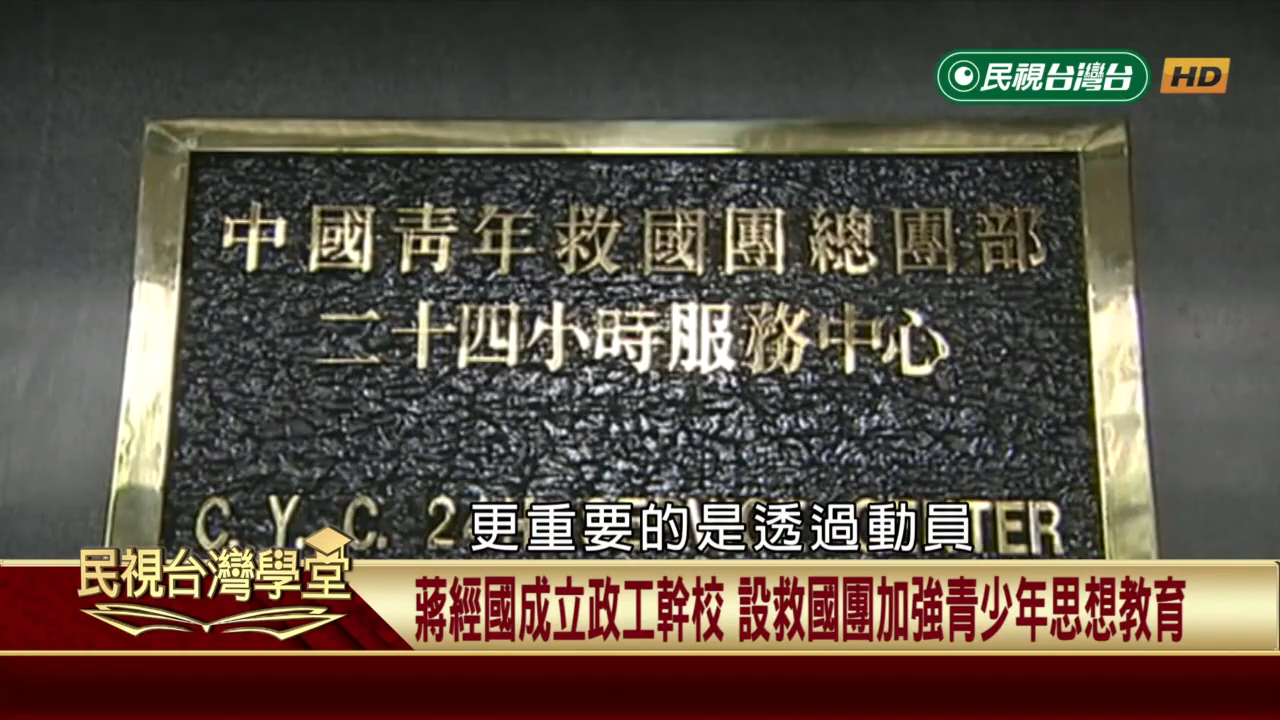 民視台灣台
HD
中國青年救國團總團部
二十四小時服務中心
C. Y. C. 2
更重要的是透過動員
民視台灣學堂
蔣經國成立政工幹校 設救國團加強青少年思想教育